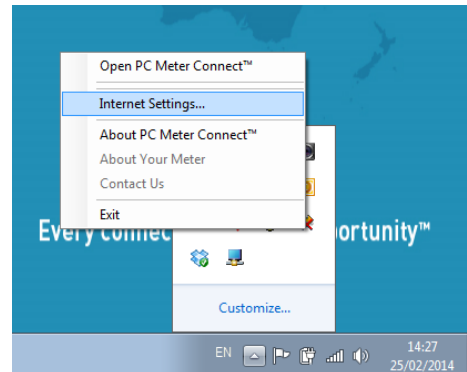 Open PC Meter Connect™
Internet Settings...
About PC Meter Connect™
About Your Meter
Contact Us
Exit
Every connec ortunity™
Customize...
EN
14:27
25/02/2014